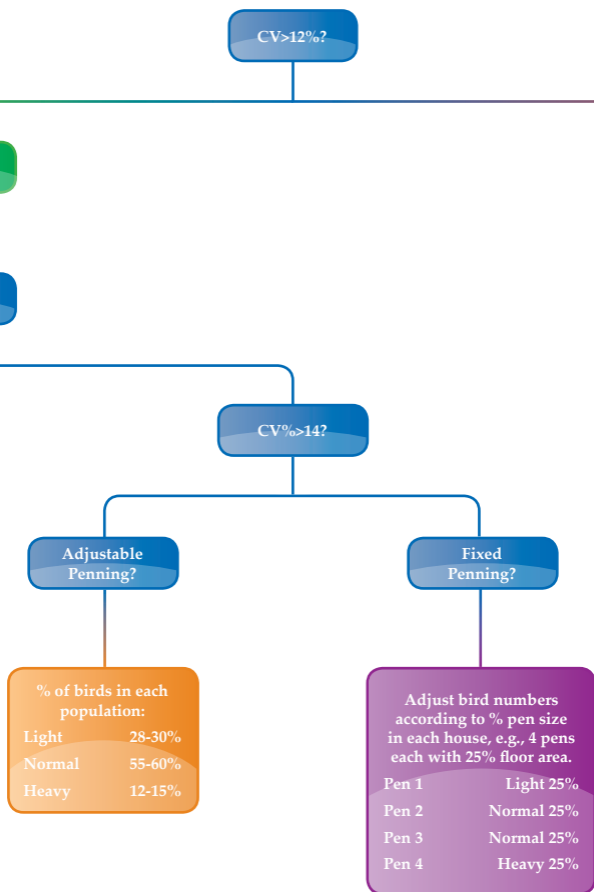 CV>12%?
CV%>14?
Adjustable
Penning?
Fixed
Penning?
% of birds in each
population:
Light 28-30%
Normal 55-60%
Heavy 12-15%
Adjust bird numbers
according to % pen size
in each house, e.g., 4 pens
each with 25% floor area.
Pen 1 Light 25%
Pen 2 Normal 25%
Pen 3 Normal 25%
Pen 4 Heavy 25%